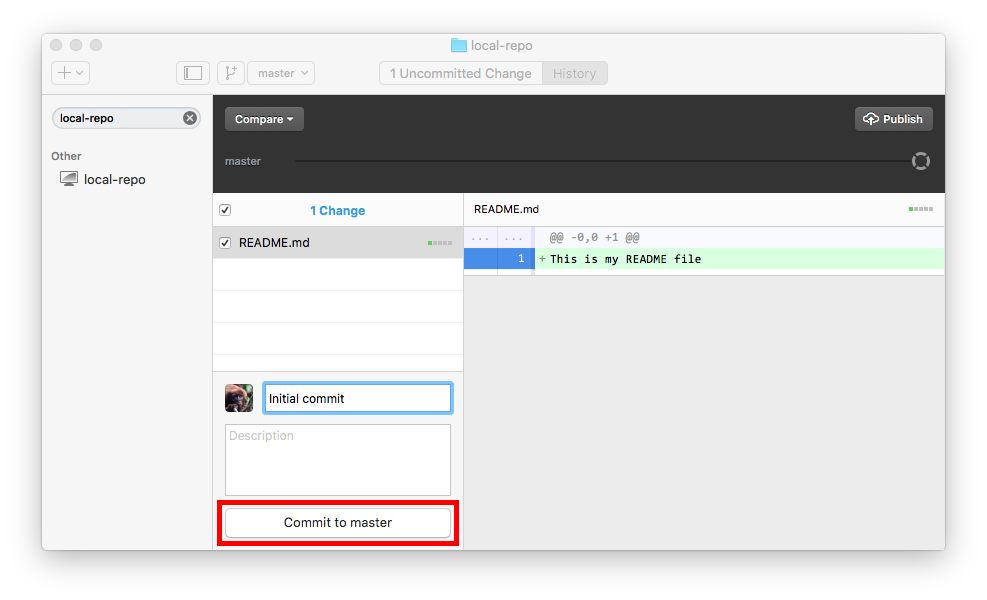 local-repo
master
1 Uncommitted Change
History
local-repo
Compare
Publish
Other
master
local-repo
1 Change
README.md
README.md
... ... @@ -0,0 +1 @@
1 + This is my README file
Initial commit
Description
Commit to master